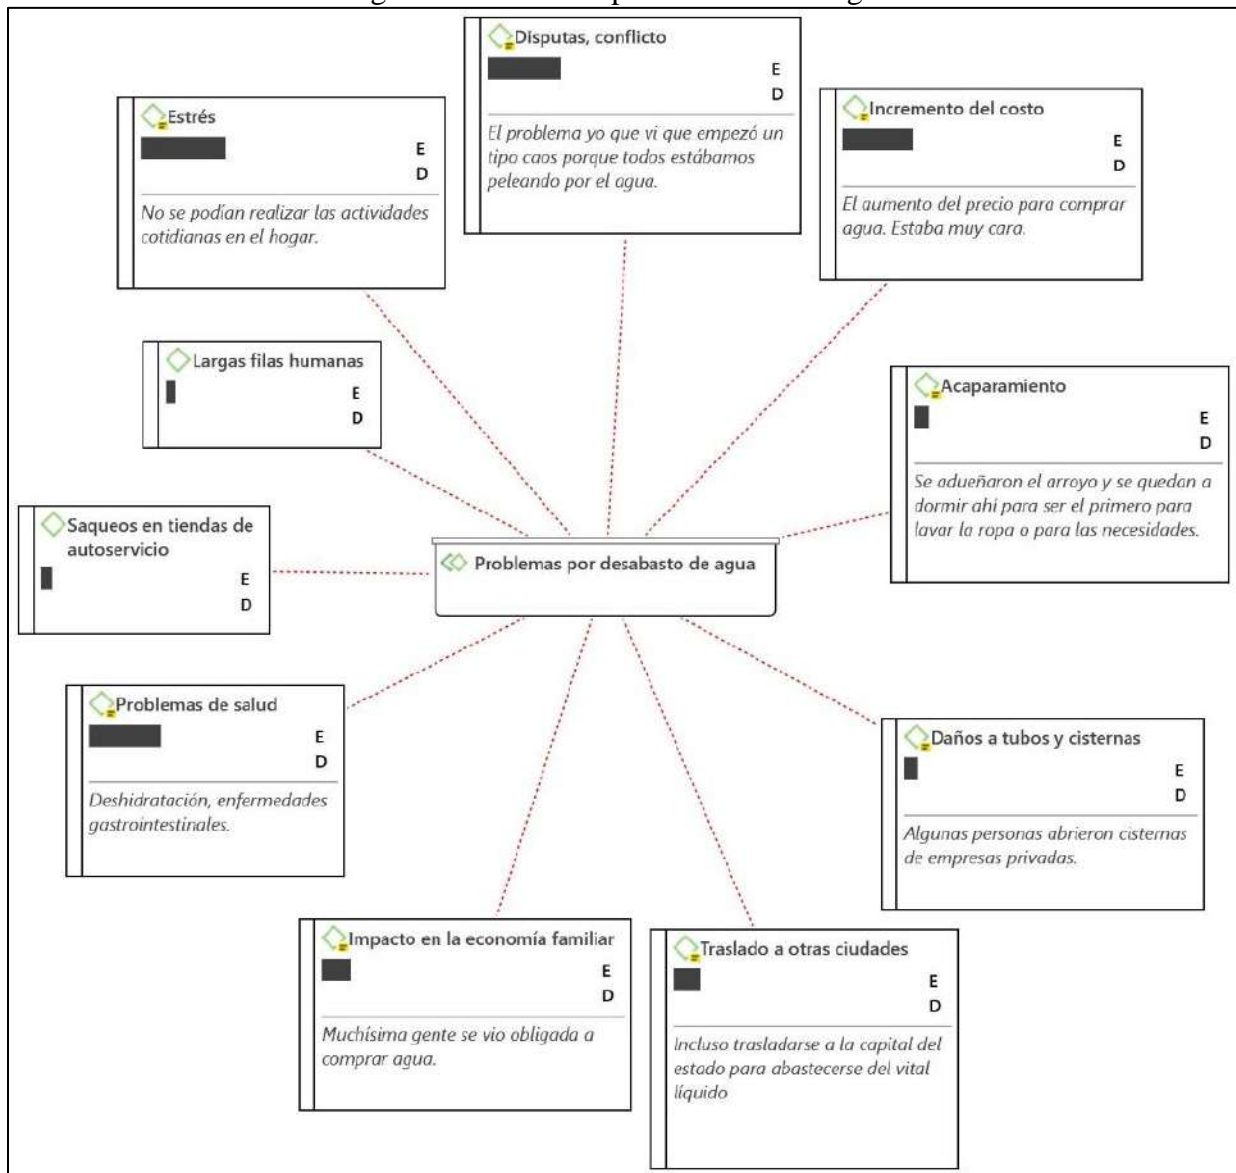 Disputas, conflicto
E
D
El problema yo que vi que empezó un
tipo caos porque todos estábamos
peleando por el agua.
Estrés
E
D
No se podían realizar las actividades
cotidianas en el hogar.
Incremento del costo
E
D
El aumento del precio para comprar
agua. Estaba muy cara.
Largas filas humanas
E
D
Acaparamiento
E
D
Se adueñaron el arroyo y se quedan a
dormir ahí para ser el primero para
lavar la ropa o para las necesidades.
Saqueos en tiendas de
autoservicio
E
D
Problemas por desabasto de agua
Problemas de salud
E
D
Deshidratación, enfermedades
gastrointestinales.
Daños a tubos y cisternas
E
D
Algunas personas abrieron cisternas
de empresas privadas.
Impacto en la economía familiar
E
D
Muchísima gente se vio obligada a
comprar agua.
Traslado a otras ciudades
E
D
Incluso trasladarse a la capital del
estado para abastecerse del vital
líquido